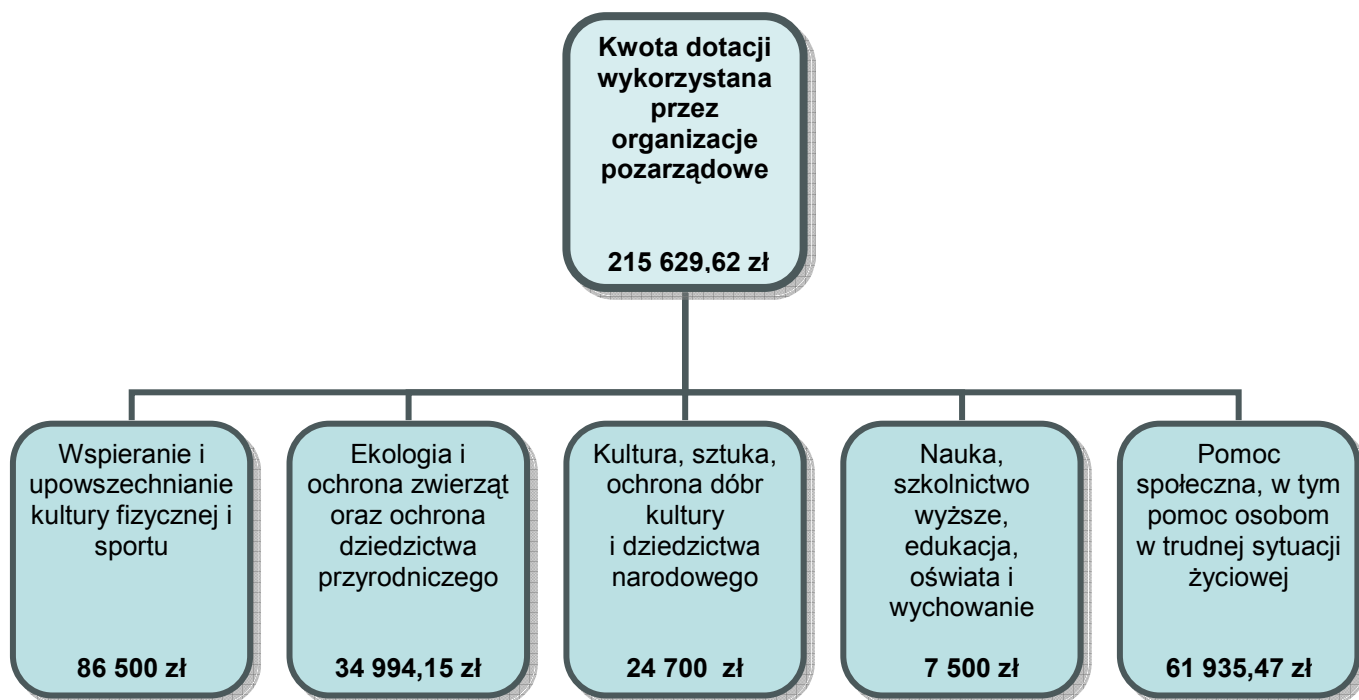 Kwota dotacji
wykorzystana
przez
organizacje
pozarządowe
215 629,62 zł
Wspieranie i
upowszechnianie
kultury fizycznej i
sportu
86 500 zł
Ekologia i
ochrona zwierząt
oraz ochrona
dziedzictwa
przyrodniczego
34 994,15 zł
Kultura, sztuka,
ochrona dóbr
kultury
i dziedzictwa
narodowego
24 700 zł
Nauka,
szkolnictwo
wyższe,
edukacja,
oświata i
wychowanie
7 500 zł
Pomoc
społeczna, w tym
pomoc osobom
w trudnej sytuacji
życiowej
61 935,47 zł